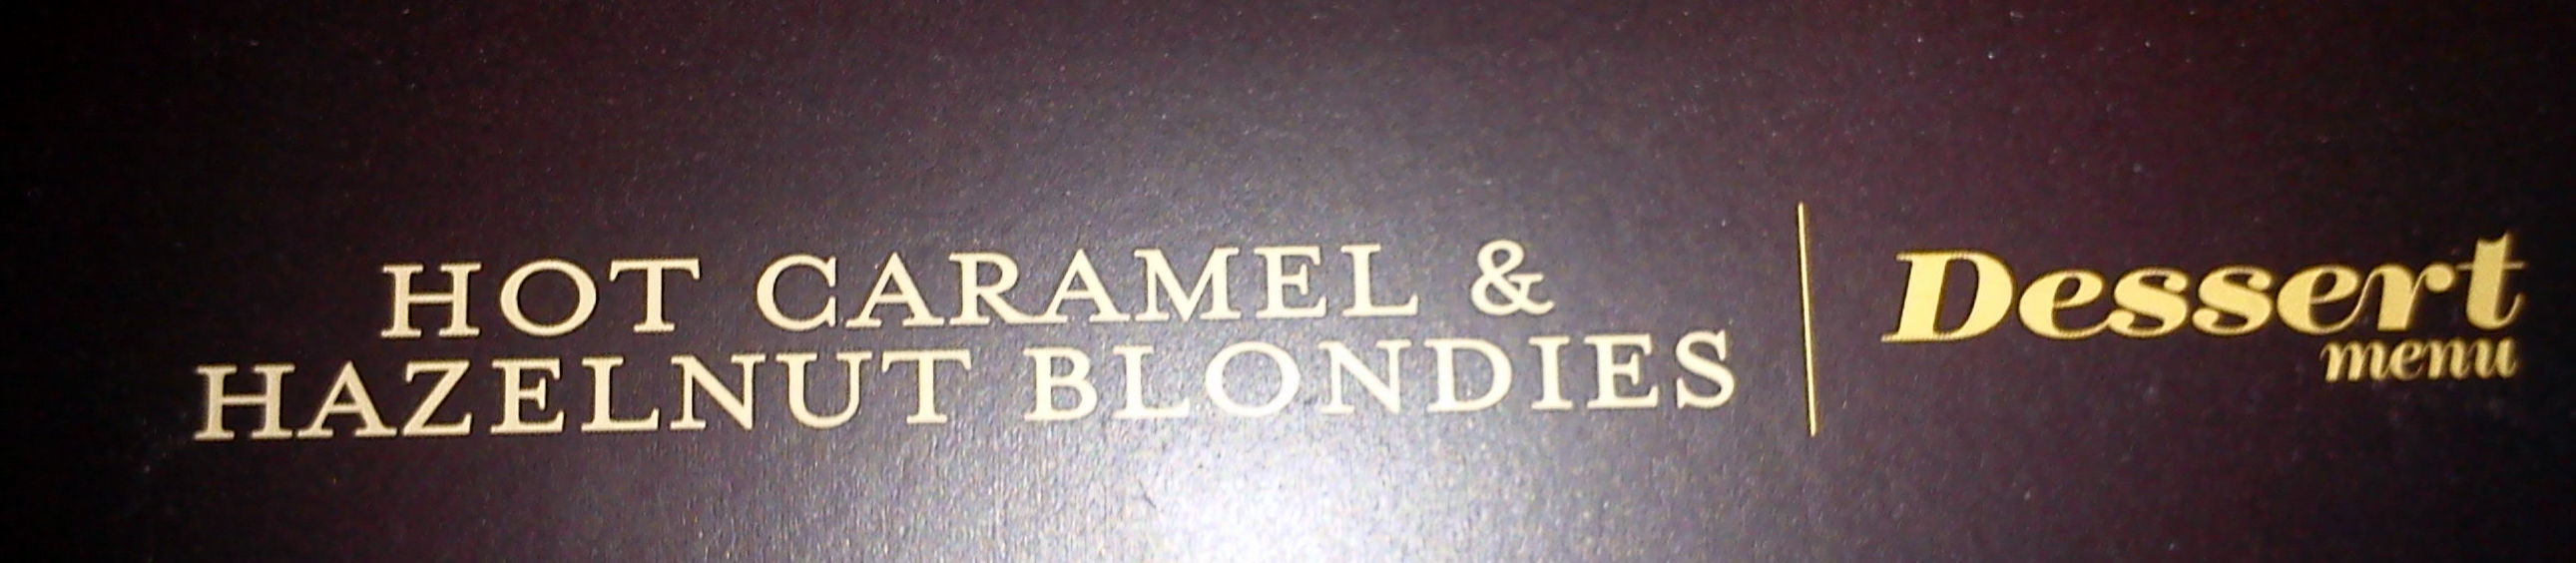 HOT CARAMEL &
HAZELNUT BLONDIES
Dessert
menu